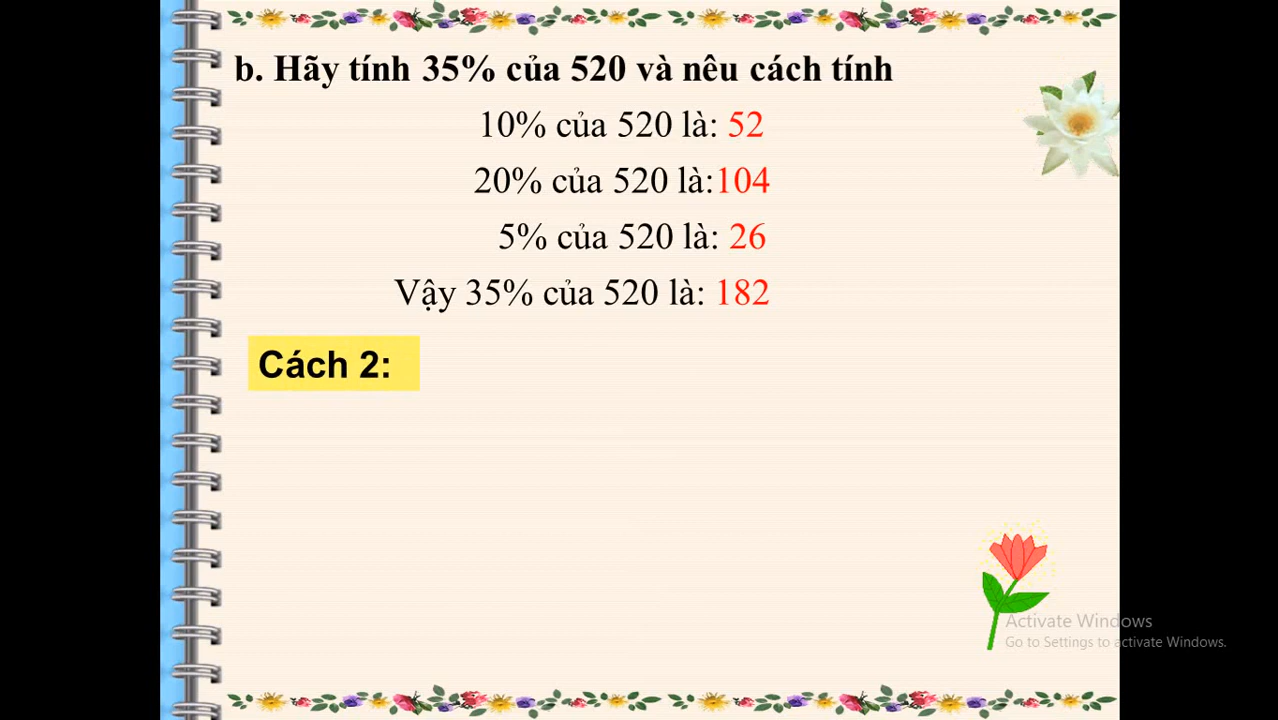 b. Hãy tính 35% của 520 và nêu cách tính
10% của 520 là: 52
20% của 520 là:104
5% của 520 là: 26
Vậy 35% của 520 là: 182
Cách 2:
Activate Windows
Go to Settings to activate Windows.